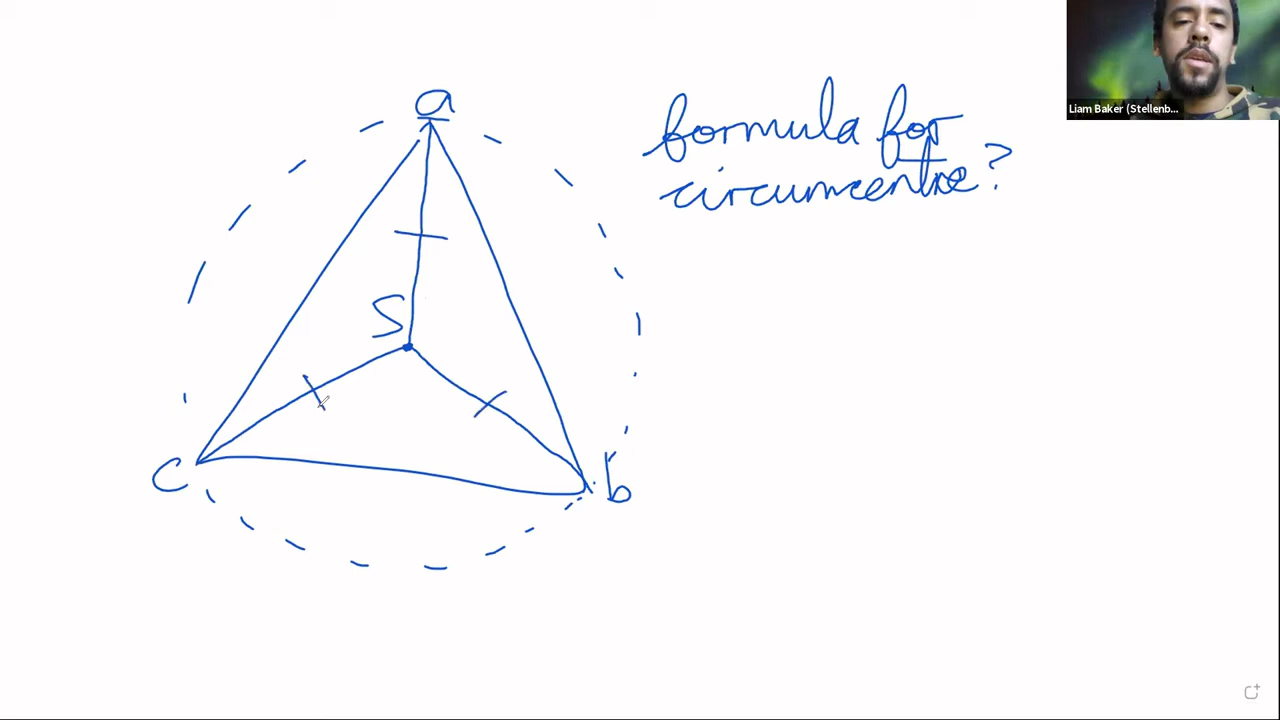 a
formula for
circumcentre?
S
c
b
Liam Baker (Stellenb...